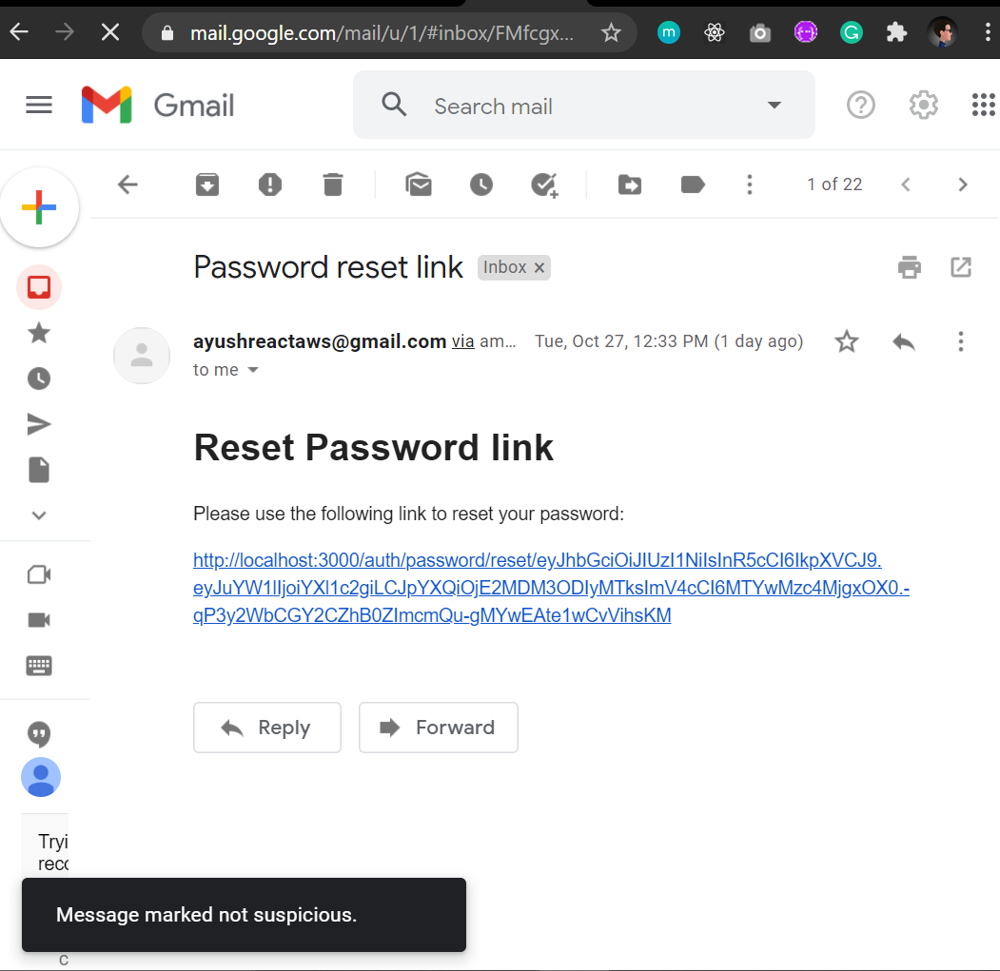 mail.google.com/mail/u/1/#inbox/FMfcgx...
m
G
Gmail
Search mail
1 of 22
Password reset link
Inbox ×
ayushreactaws@gmail.com via am... Tue, Oct 27, 12:33 PM (1 day ago)
to me
Reset Password link
Please use the following link to reset your password:
http://localhost:3000/auth/password/reset/eyJhbGciOiJIUzI1NiIsInR5cCI6IkpXVCJ9.
eyJuYW1lIjoiYXl1c2giLCJpYXQiOjE2MDM3ODIyMTksImV4cCI6MTYwMzc4MjgxOX0.-
qP3y2WbCGY2CZhB0ZImcmQu-gMYwEAte1wCvVihsKM
Reply
Forward
Tryi
reco
Message marked not suspicious.
c